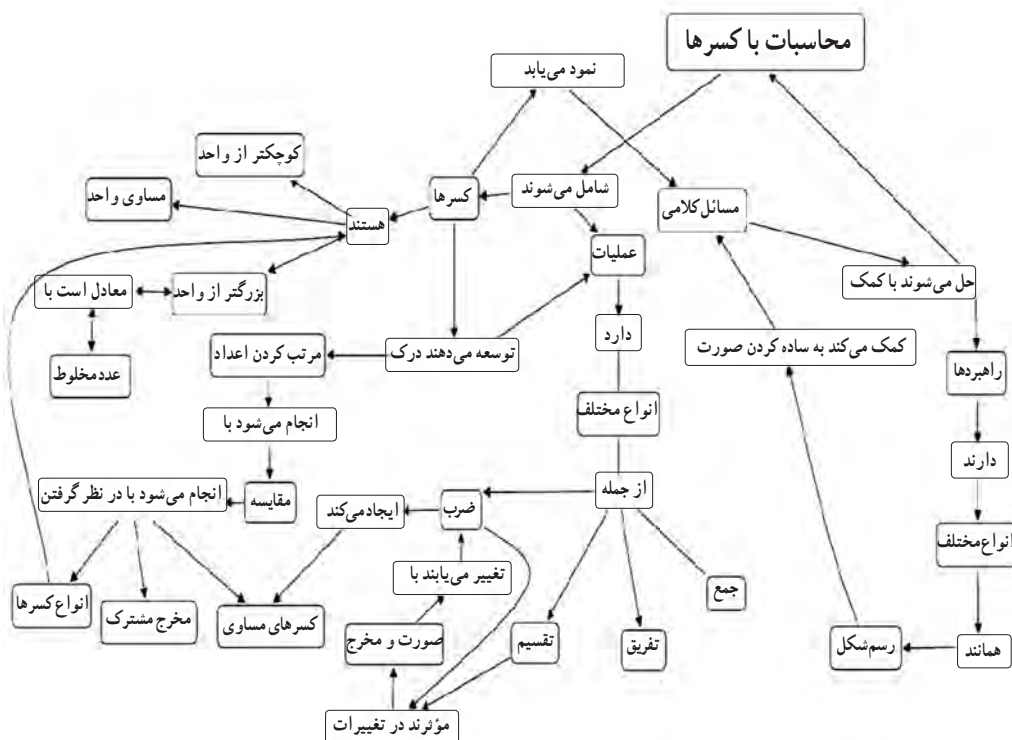 محاسبات با کسرها
نمود می‌یابد
کوچکتر از واحد
مساوی واحد
کسرها
شامل می‌شوند
مسائل کلامی
هستند
عملیات
بزرگتر از واحد
معادل است با
حل می‌شوند با کمک
دارد
توسعه می‌دهند درک
مرتب کردن اعداد
عددمخلوط
کمک می‌کند به ساده کردن صورت
راهبردها
انواع مختلف
انجام می‌شود با
دارند
از جمله
ضرب
ایجادمی‌کند
مقایسه
انجام می‌شود با در نظر گرفتن
انواع مختلف
تغییر می‌یابند با
جمع
انواع کسرها
مخرج مشترک
کسرهای مساوی
صورت و مخرج
تقسیم
تفریق
رسم شکل
همانند
مؤثرند در تغییرات